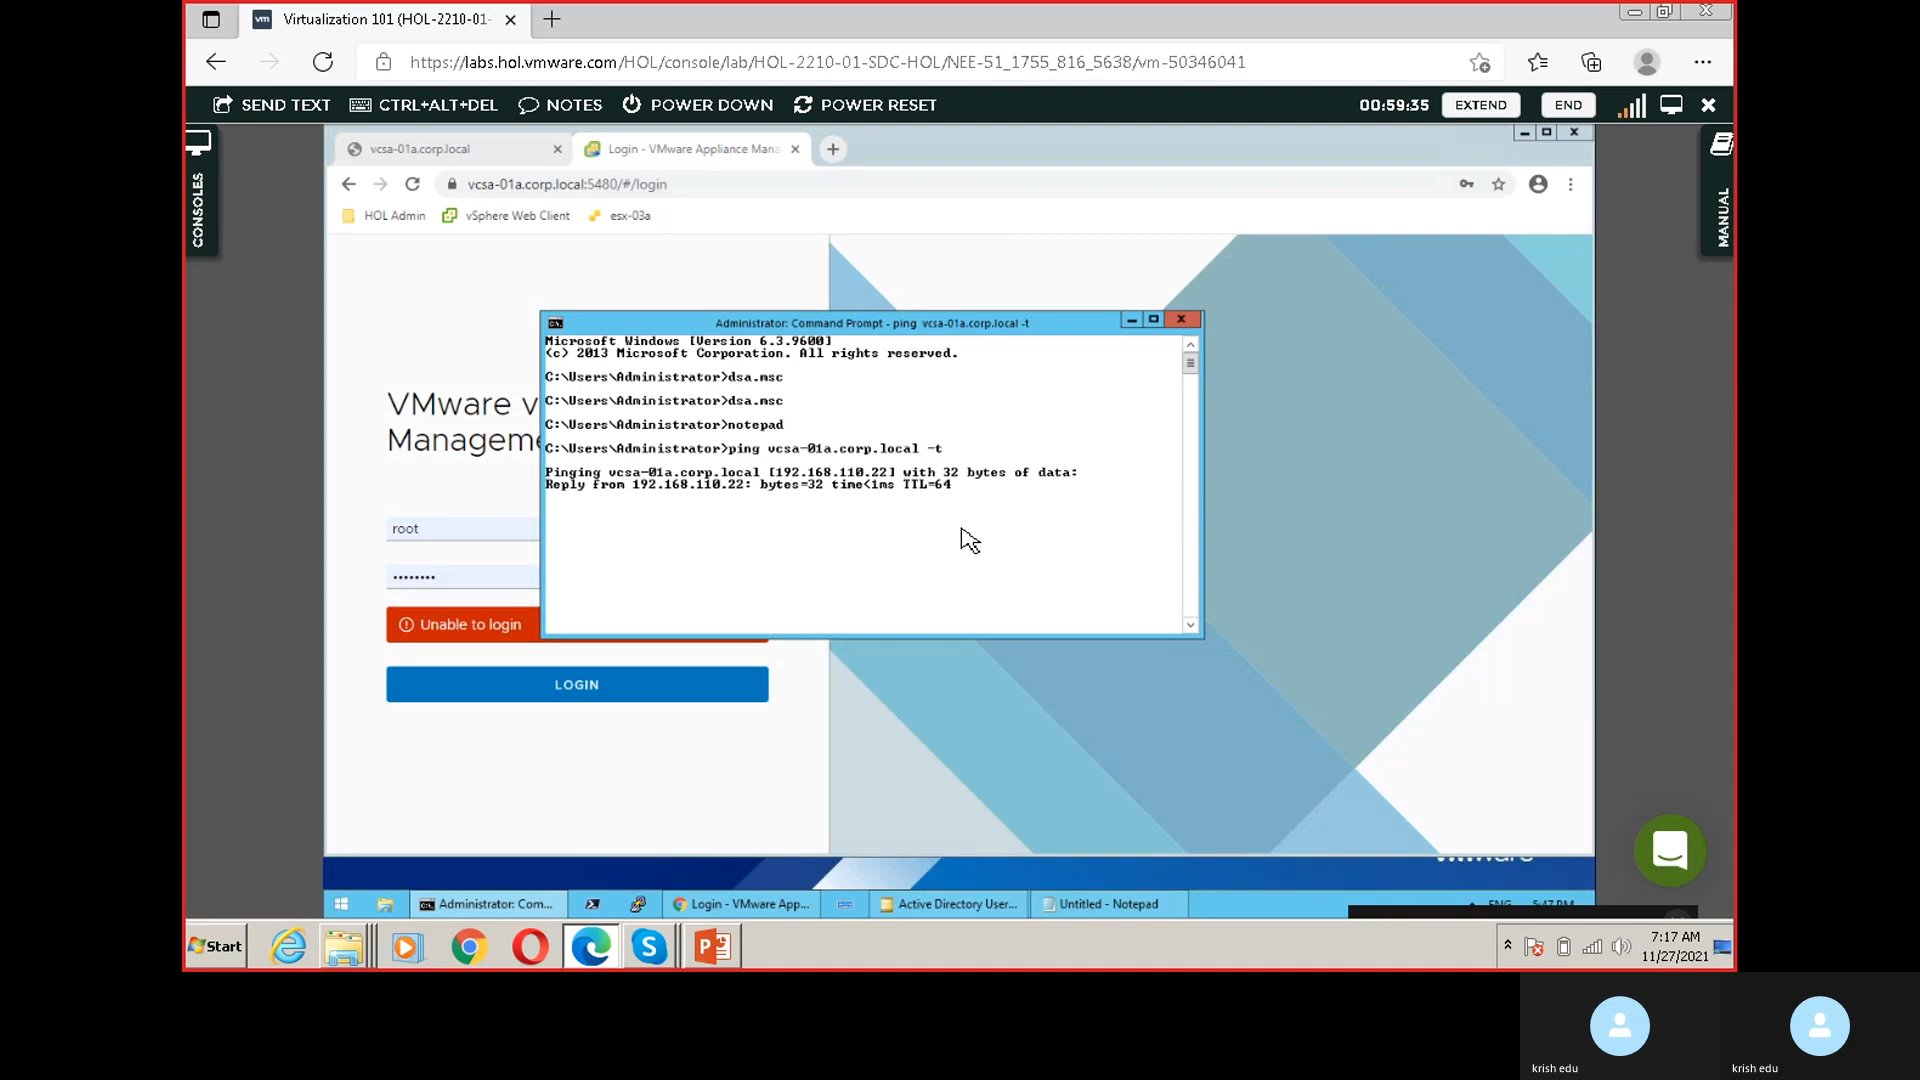 vm Virtualization 101 (HOL-2210-01-
https://labs.hol.vmware.com/HOL/console/lab/HOL-2210-01-SDC-HOL/NEE-51_1755_816_5638/vm-50346041
SEND TEXT CTRL+ALT+DEL NOTES POWER DOWN POWER RESET 00:59:35 EXTEND END
CONSOLES
MANUAL
vcsa-01a.corp.local Login - VMware Appliance Mana
vcsa-01a.corp.local:5480/#/login
HOL Admin vSphere Web Client esx-03a
Administrator: Command Prompt - ping vcsa-01a.corp.local -t
Microsoft Windows [Version 6.3.9600]
(c) 2013 Microsoft Corporation. All rights reserved.
C:\Users\Administrator>dsa.msc
C:\Users\Administrator>dsa.msc
C:\Users\Administrator>notepad
C:\Users\Administrator>ping vcsa-01a.corp.local -t
Pinging vcsa-01a.corp.local [192.168.110.22] with 32 bytes of data:
Reply from 192.168.110.22: bytes=32 time<1ms TTL=64
VMware v
Manageme
root
••••••••
Unable to login
LOGIN
Administrator: Com... Login - VMware App... Active Directory User... Untitled - Notepad ENG 5:47 PM
Start
7:17 AM
11/27/2021
krish edu krish edu